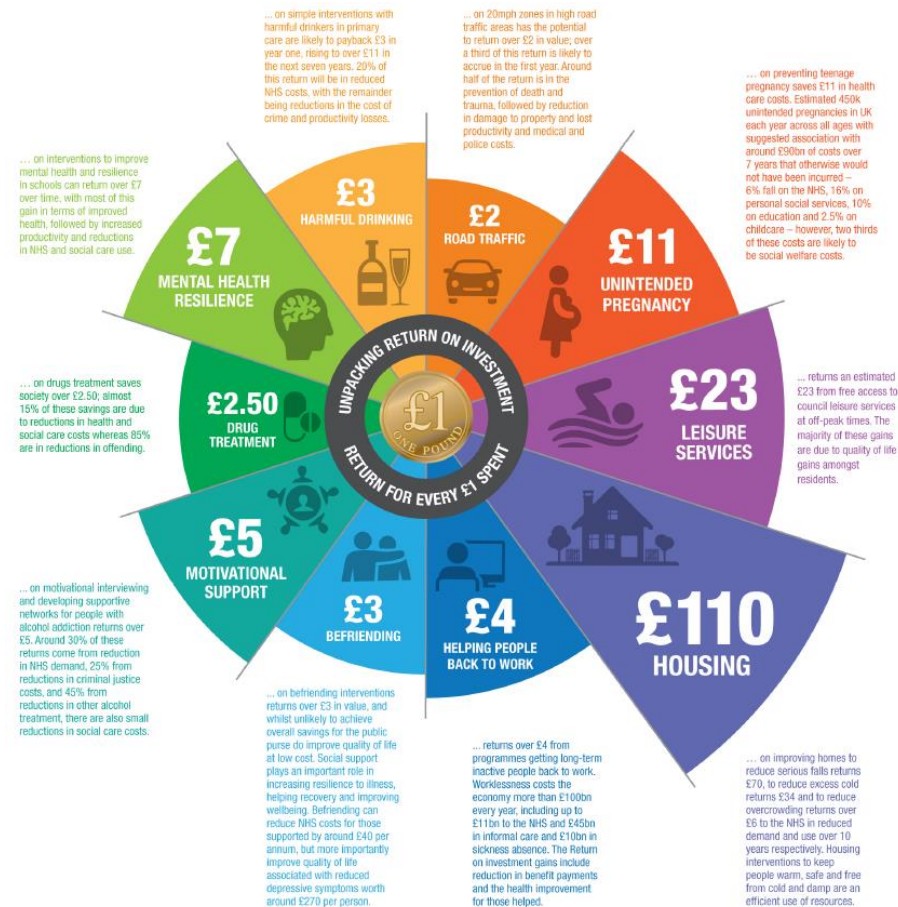 ... on simple interventions with
harmful drinkers in primary
care are likely to payback £3 in
year one, rising to over £11 in
the next seven years. 20% of
this return will be in reduced
NHS costs, with the remainder
being reductions in the cost of
crime and productivity losses.
... on 20mph zones in high road
traffic areas has the potential
to return over £2 in value; over
a third of this return is likely to
accrue in the first year. Around
half of the return is in the
prevention of death and
trauma, followed by reduction
in damage to property and lost
productivity and medical and
police costs.
... on preventing teenage
pregnancy saves £11 in health
care costs. Estimated 450k
unintended pregnancies in UK
each year across all ages with
suggested association with
around £90bn of costs over
7 years that otherwise would
not have been incurred –
6% fall on the NHS, 16% on
personal social services, 10%
on education and 2.5% on
childcare – however, two thirds
of these costs are likely to
be social welfare costs.
... on interventions to improve
mental health and resilience
in schools can return over £7
over time, with most of this
gain in terms of improved
health, followed by increased
productivity and reductions
in NHS and social care use.
£3
HARMFUL DRINKING
£2
ROAD TRAFFIC
£7
MENTAL HEALTH
RESILIENCE
£11
UNINTENDED
PREGNANCY
UNPACKING RETURN ON INVESTMENT
£1
ONE POUND
RETURN FOR EVERY £1 SPENT
... on drugs treatment saves
society over £2.50; almost
15% of these savings are due
to reductions in health and
social care costs whereas 85%
are in reductions in offending.
£2.50
DRUG
TREATMENT
£23
LEISURE
SERVICES
... returns an estimated
£23 from free access to
council leisure services
at off-peak times. The
majority of these gains
are due to quality of life
gains amongst
residents.
£5
MOTIVATIONAL
SUPPORT
£3
BEFRIENDING
£4
HELPING PEOPLE
BACK TO WORK
£110
HOUSING
... on motivational interviewing
and developing supportive
networks for people with
alcohol addiction returns over
£5. Around 30% of these
returns come from reduction
in NHS demand, 25% from
reductions in criminal justice
costs, and 45% from
reductions in other alcohol
treatment, there are also small
reductions in social care costs.
... on befriending interventions
returns over £3 in value, and
whilst unlikely to achieve
overall savings for the public
purse do improve quality of life
at low cost. Social support
plays an important role in
increasing resilience to illness,
helping recovery and improving
wellbeing. Befriending can
reduce NHS costs for those
supported by around £40 per
annum, but more importantly
improve quality of life
associated with reduced
depressive symptoms worth
around £270 per person.
... returns over £4 from
programmes getting long-term
inactive people back to work.
Worklessness costs the
economy more than £100bn
every year, including up to
£11bn to the NHS and £45bn
in informal care and £10bn in
sickness absence. The Return
on investment gains include
reduction in benefit payments
and the health improvement
for those helped.
... on improving homes to
reduce serious falls returns
£70, to reduce excess cold
returns £34 and to reduce
overcrowding returns over
£6 to the NHS in reduced
demand and use over 10
years respectively. Housing
interventions to keep
people warm, safe and free
from cold and damp are an
efficient use of resources.